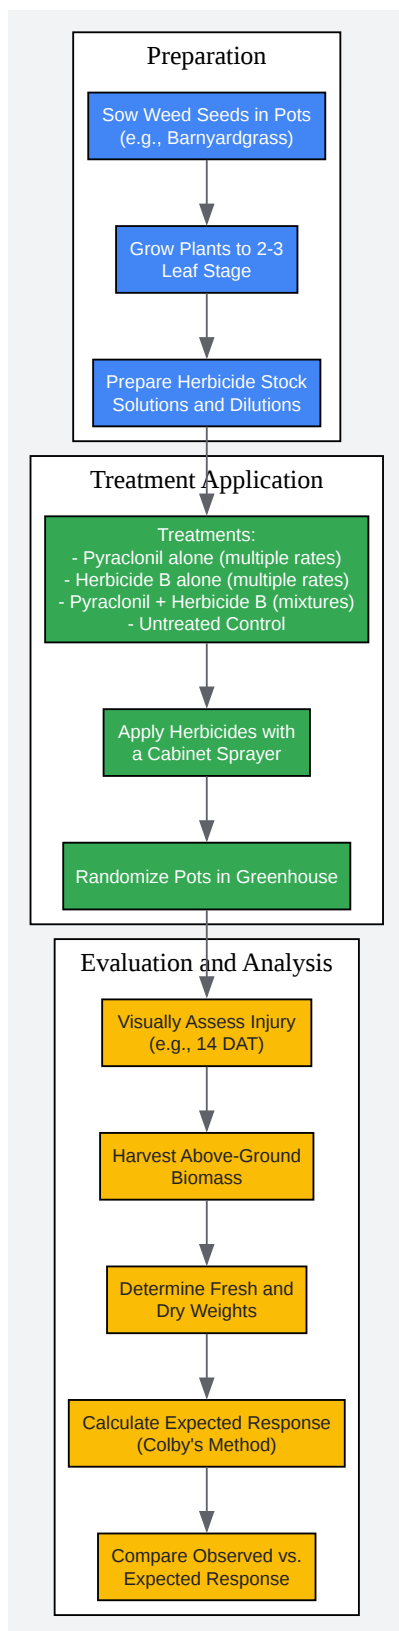 Preparation
Sow Weed Seeds in Pots
(e.g., Barnyardgrass)
Grow Plants to 2-3
Leaf Stage
Prepare Herbicide Stock
Solutions and Dilutions
Treatment Application
Treatments:
- Pyraclonil alone (multiple rates)
- Herbicide B alone (multiple rates)
- Pyraclonil + Herbicide B (mixtures)
- Untreated Control
Apply Herbicides with
a Cabinet Sprayer
Randomize Pots in Greenhouse
Evaluation and Analysis
Visually Assess Injury
(e.g., 14 DAT)
Harvest Above-Ground
Biomass
Determine Fresh and
Dry Weights
Calculate Expected Response
(Colby's Method)
Compare Observed vs.
Expected Response